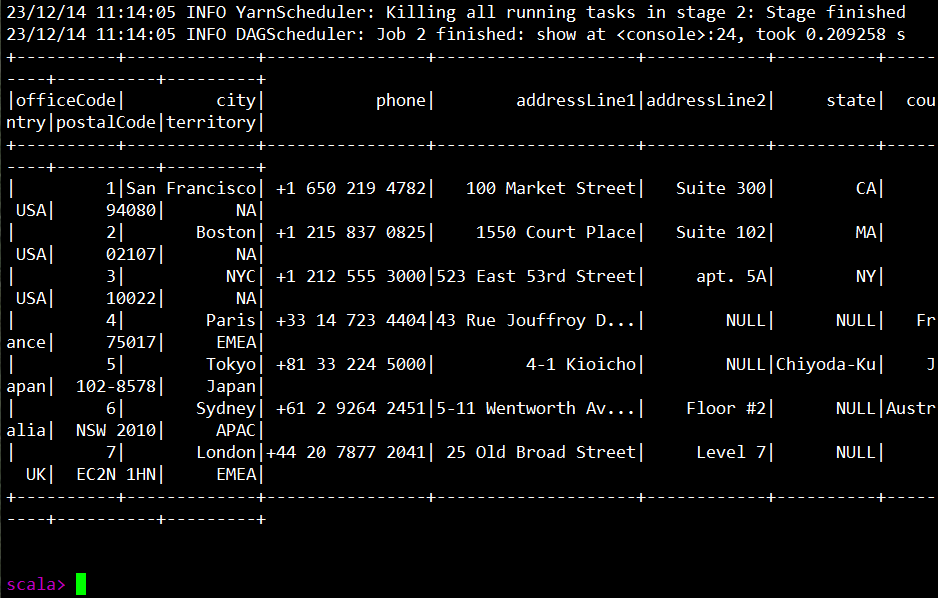 23/12/14 11:14:05 INFO YarnScheduler: Killing all running tasks in stage 2: Stage finished
23/12/14 11:14:05 INFO DAGScheduler: Job 2 finished: show at <console>:24, took 0.209258 s
+----------+-------------+----------------+--------------------+------------+----------+-----
----+----------+---------+
|officeCode|         city|           phone|        addressLine1|addressLine2|     state|  cou
ntry|postalCode|territory|
+----------+-------------+----------------+--------------------+------------+----------+-----
----+----------+---------+
|         1|San Francisco| +1 650 219 4782|   100 Market Street|   Suite 300|        CA|
 USA|     94080|       NA|
|         2|       Boston| +1 215 837 0825|    1550 Court Place|   Suite 102|        MA|
 USA|     02107|       NA|
|         3|          NYC| +1 212 555 3000|523 East 53rd Street|     apt. 5A|        NY|
 USA|     10022|       NA|
|         4|        Paris| +33 14 723 4404|43 Rue Jouffroy D...|        NULL|      NULL|   Fr
ance|     75017|     EMEA|
|         5|        Tokyo| +81 33 224 5000|         4-1 Kioicho|        NULL|Chiyoda-Ku|    J
apan|  102-8578|    Japan|
|         6|       Sydney| +61 2 9264 2451|5-11 Wentworth Av...|    Floor #2|      NULL|Austr
alia|  NSW 2010|     APAC|
|         7|       London|+44 20 7877 2041| 25 Old Broad Street|     Level 7|      NULL|
  UK|  EC2N 1HN|     EMEA|
+----------+-------------+----------------+--------------------+------------+----------+-----
----+----------+---------+
scala>